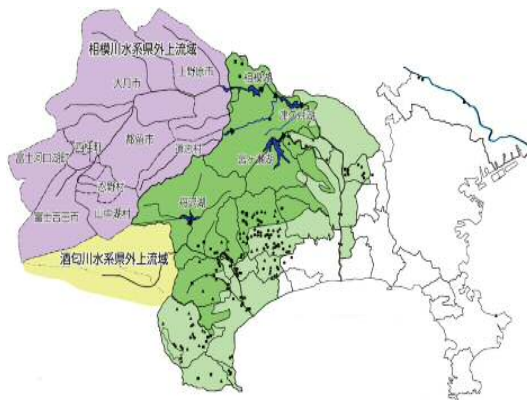 相模川水系県外上流域
上野原市
大月市
相模湖
津久井湖
都留市
西桂町
道志村
宮ヶ瀬湖
富士河口湖町
忍野村
丹沢湖
山中湖村
富士吉田市
酒匂川水系県外上流域